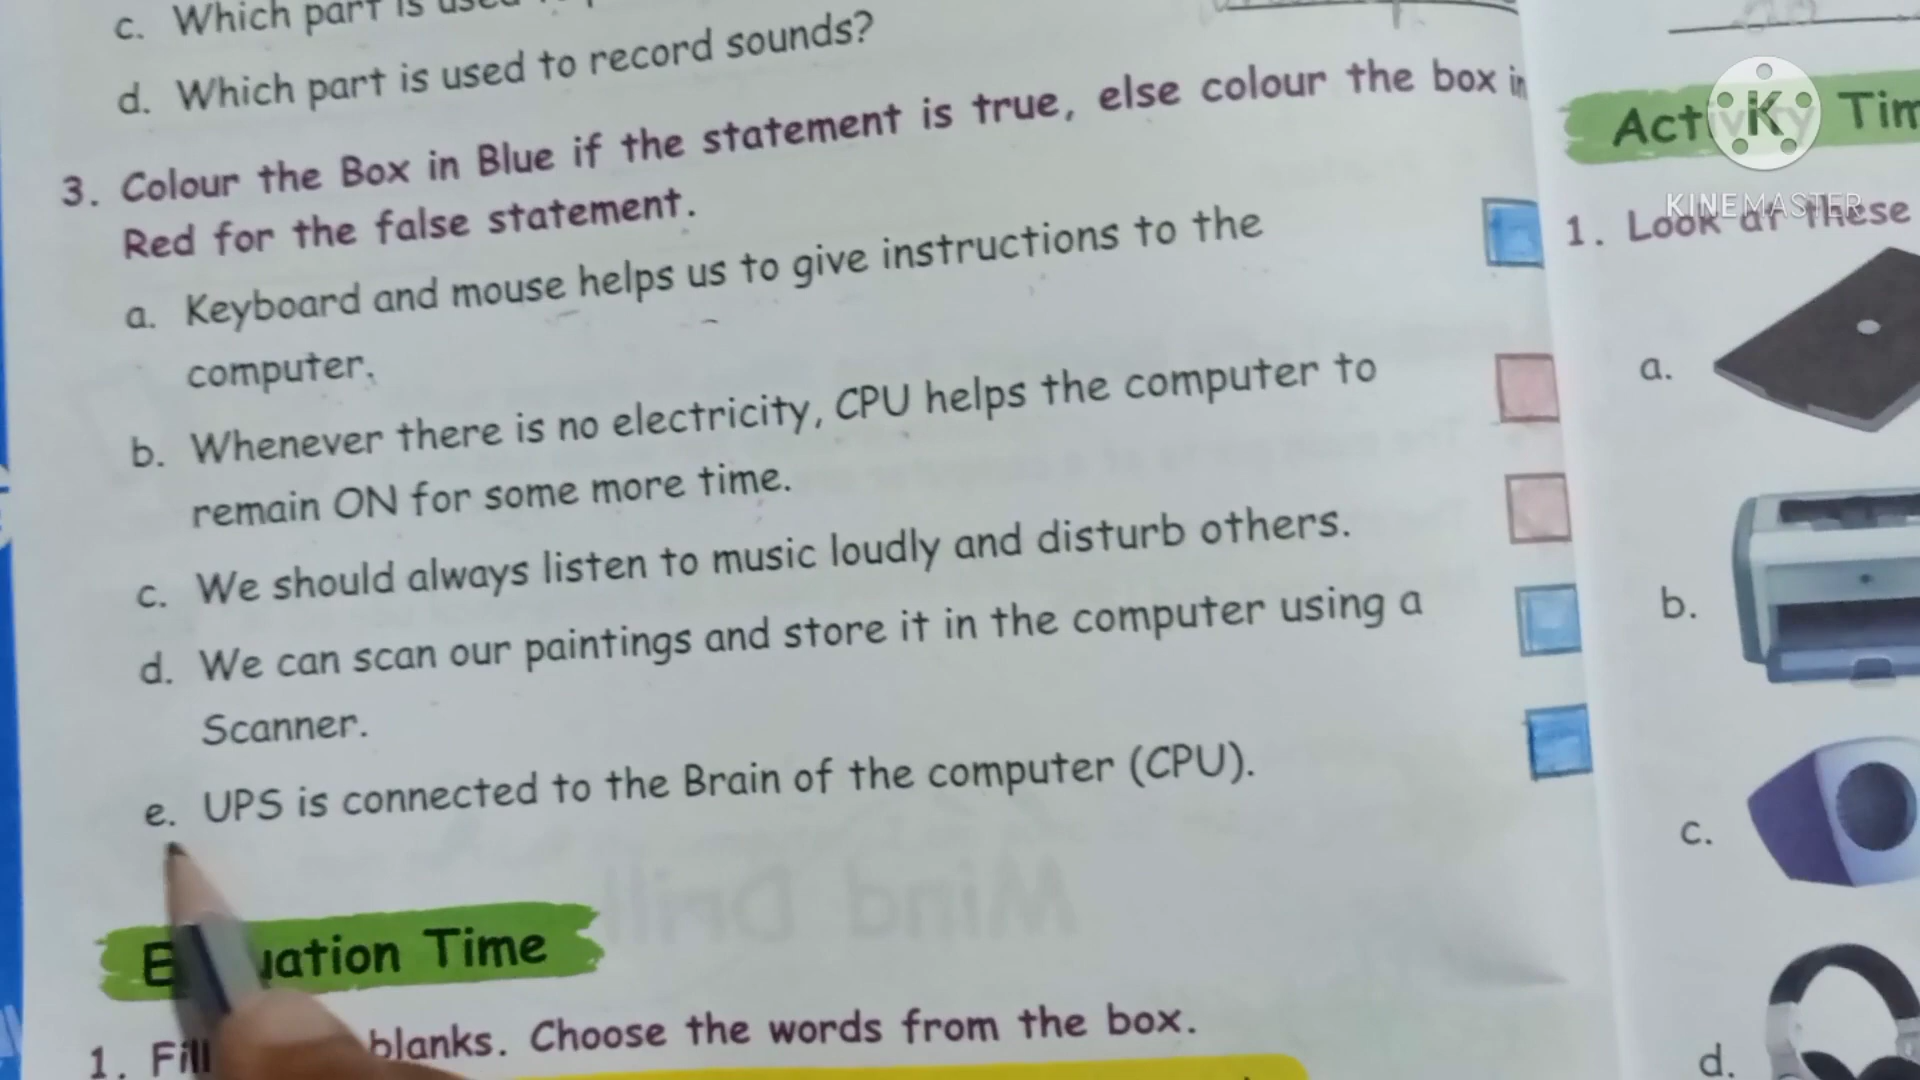 c. Which part is
d. Which part is used to record sounds?
3. Colour the Box in Blue if the statement is true, else colour the box in
Red for the false statement.
a. Keyboard and mouse helps us to give instructions to the
computer.
b. Whenever there is no electricity, CPU helps the computer to
remain ON for some more time.
c. We should always listen to music loudly and disturb others.
d. We can scan our paintings and store it in the computer using a
Scanner.
e. UPS is connected to the Brain of the computer (CPU).
Mind Drill
Time
1. Fill blanks. Choose the words from the box.
K
KINEMASTER
1. Look at these
a.
b.
c.
d.